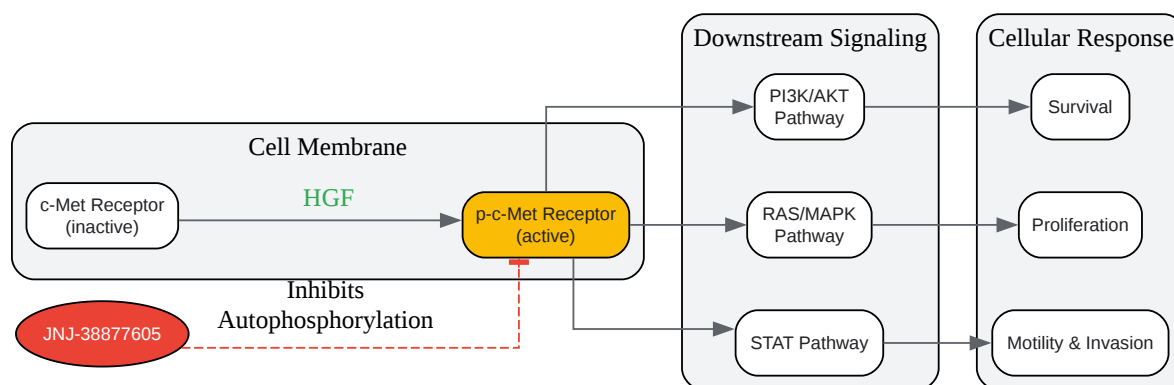 Downstream Signaling
Cellular Response
PI3K/AKT
Pathway
Survival
Cell Membrane
c-Met Receptor
(inactive)
HGF
p-c-Met Receptor
(active)
RAS/MAPK
Pathway
Proliferation
Inhibits
Autophosphorylation
JNJ-38877605
STAT Pathway
Motility & Invasion